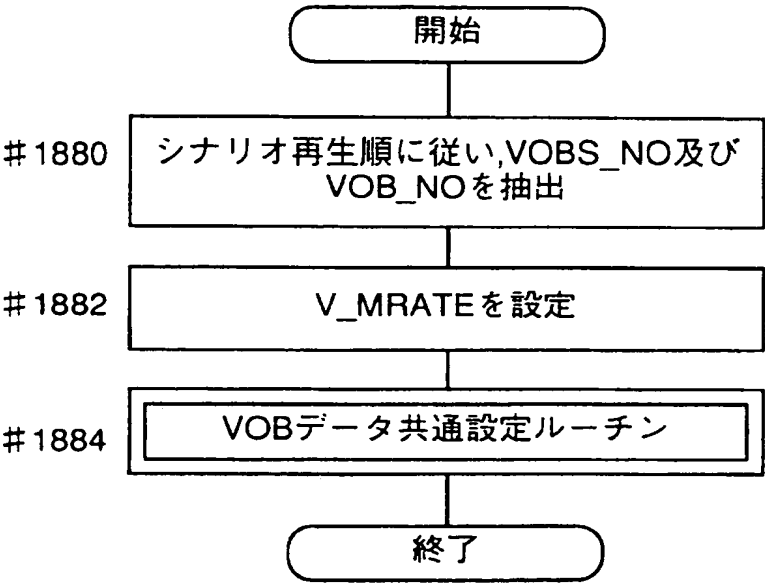 開始
#1880
シナリオ再生順に従い,VOBS_NO及び
VOB_NOを抽出
#1882
V_MRATEを設定
#1884
VOBデータ共通設定ルーチン
終了